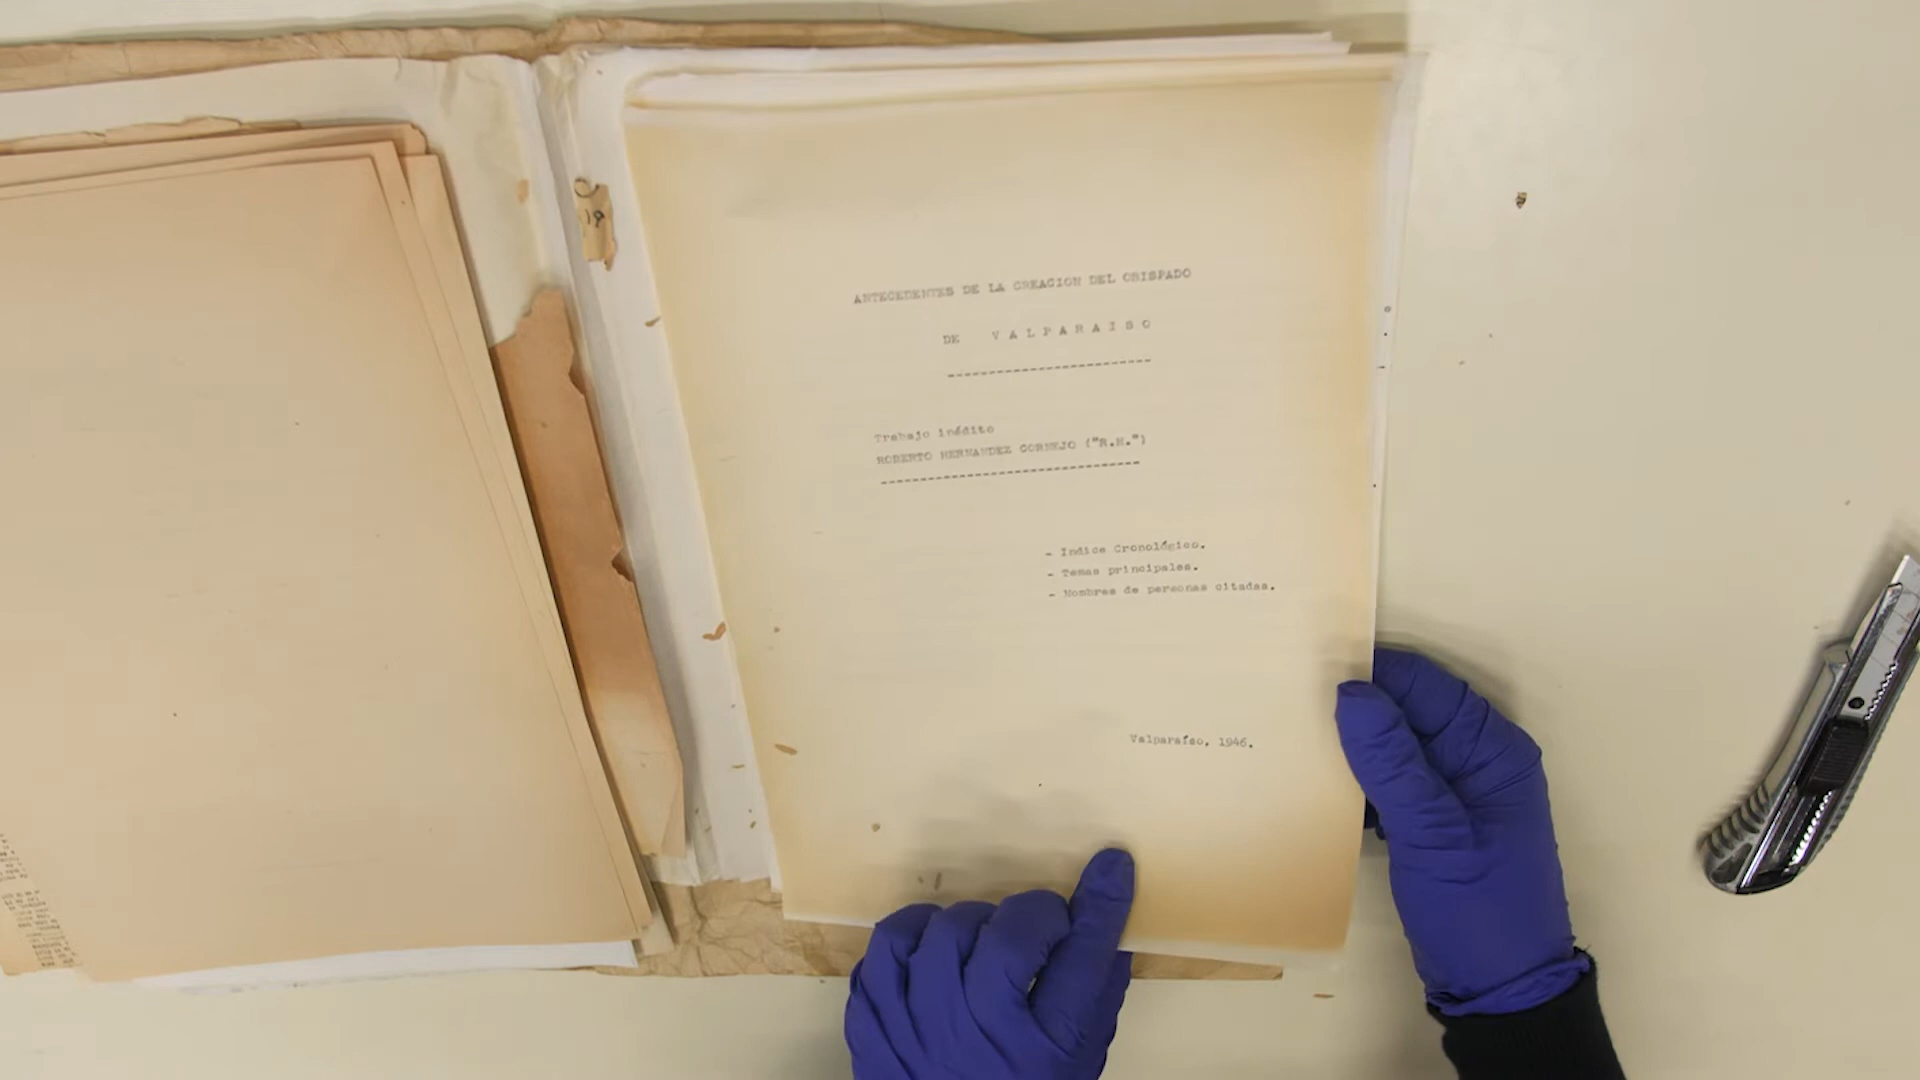 ANTECEDENTES DE LA CREACION DEL OBISPADO
DE VALPARAISO
-------------------------
Trabajo inédito
ROBERTO HERNANDEZ CORNEJO ("R.H.")
-------------------------------
- Indice Cronológico.
- Temas principales.
- Nombres de personas citadas.
Valparaíso, 1946.